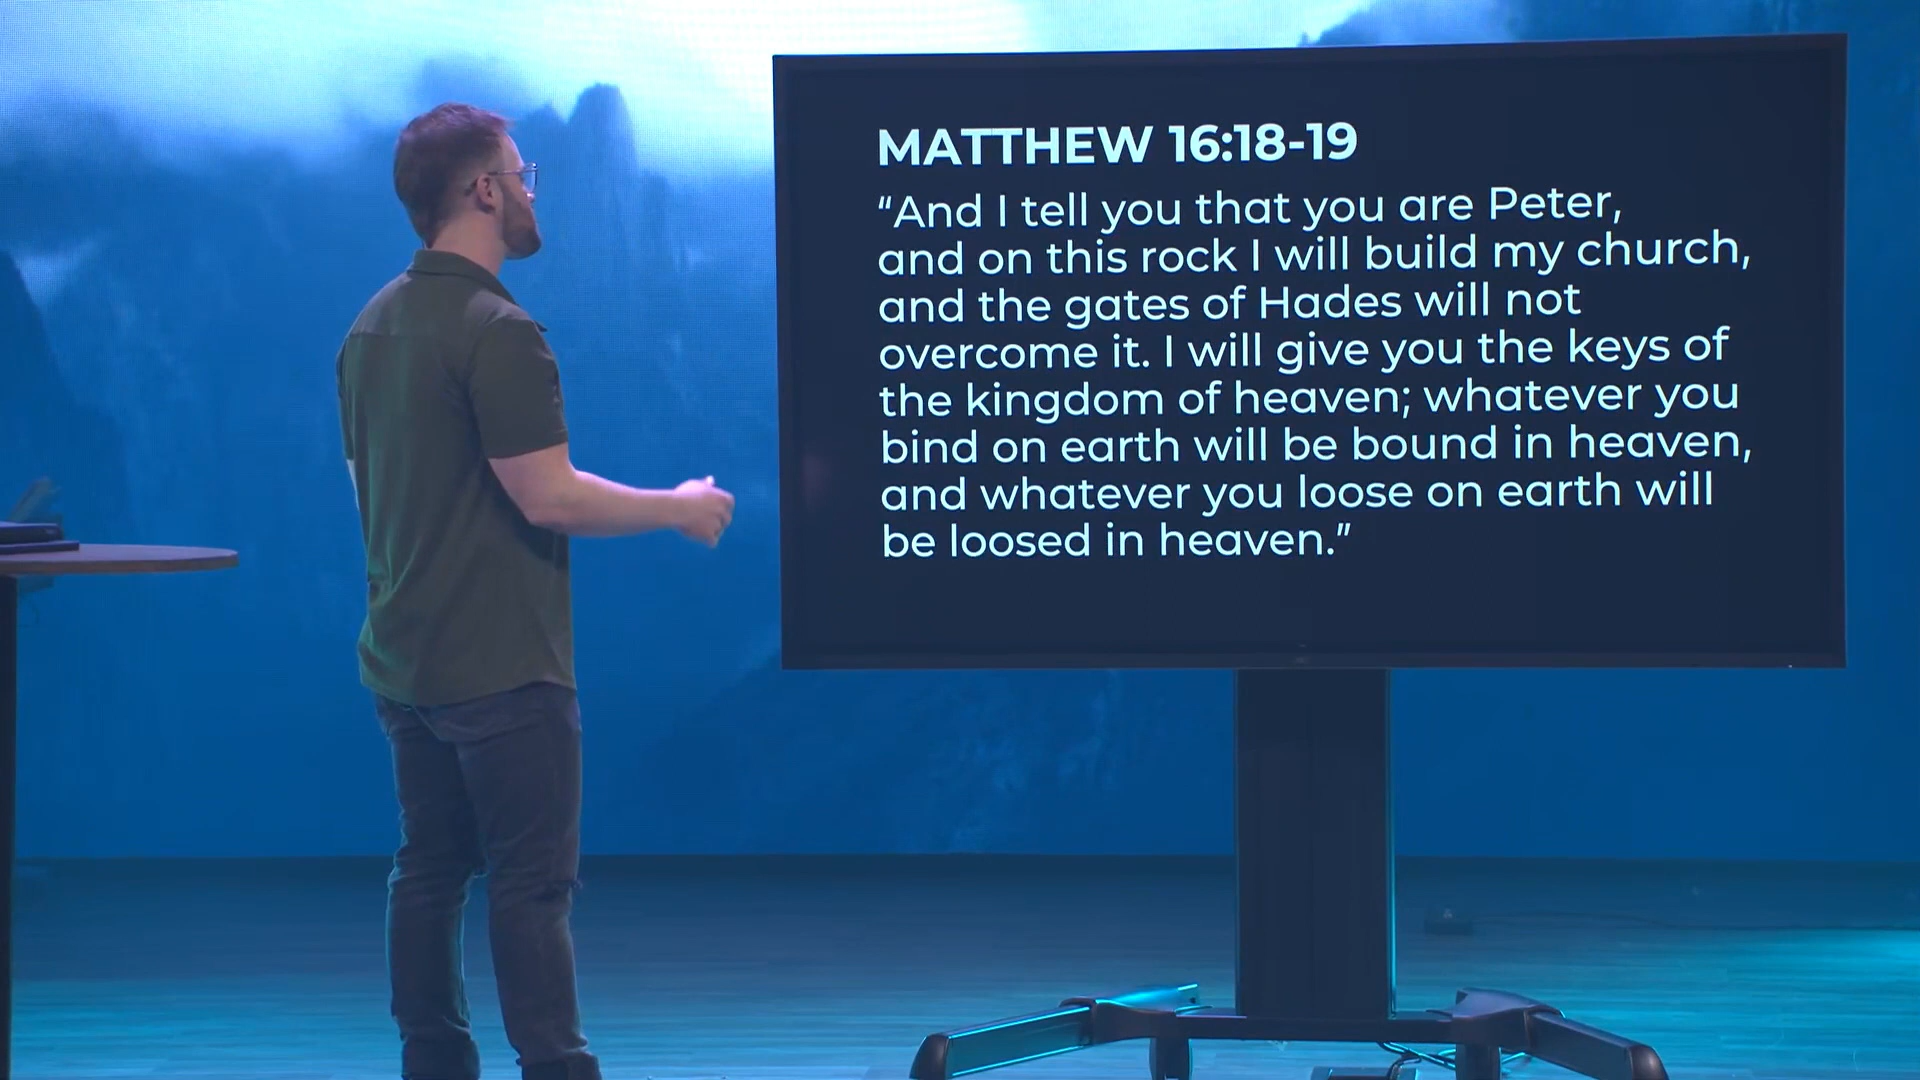 MATTHEW 16:18-19
“And I tell you that you are Peter,
and on this rock I will build my church,
and the gates of Hades will not
overcome it. I will give you the keys of
the kingdom of heaven; whatever you
bind on earth will be bound in heaven,
and whatever you loose on earth will
be loosed in heaven.”